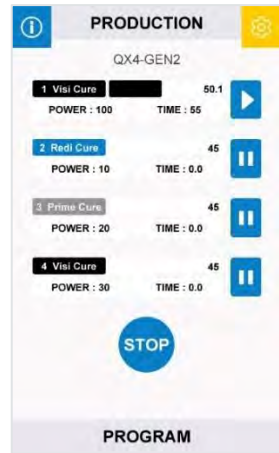 i PRODUCTION
QX4-GEN2
1 Visi Cure 50.1
POWER : 100 TIME : 55
2 Redi Cure 45
POWER : 10 TIME : 0.0
3 Prime Cure 45
POWER : 20 TIME : 0.0
4 Visi Cure 45
POWER : 30 TIME : 0.0
STOP
PROGRAM